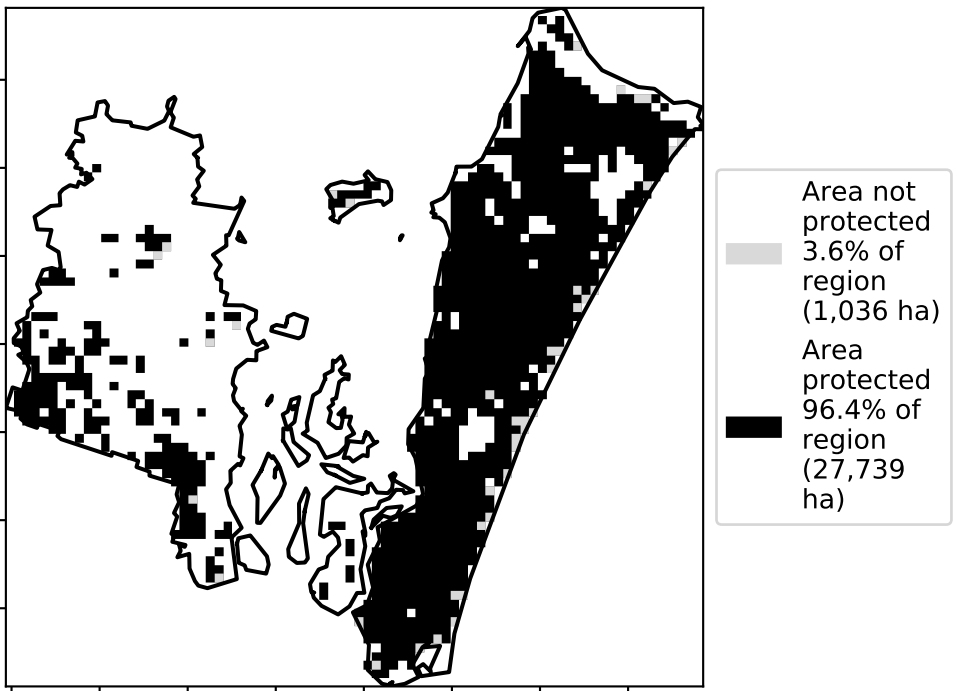 Area not
protected
3.6% of
region
(1,036 ha)
Area
protected
96.4% of
region
(27,739
ha)